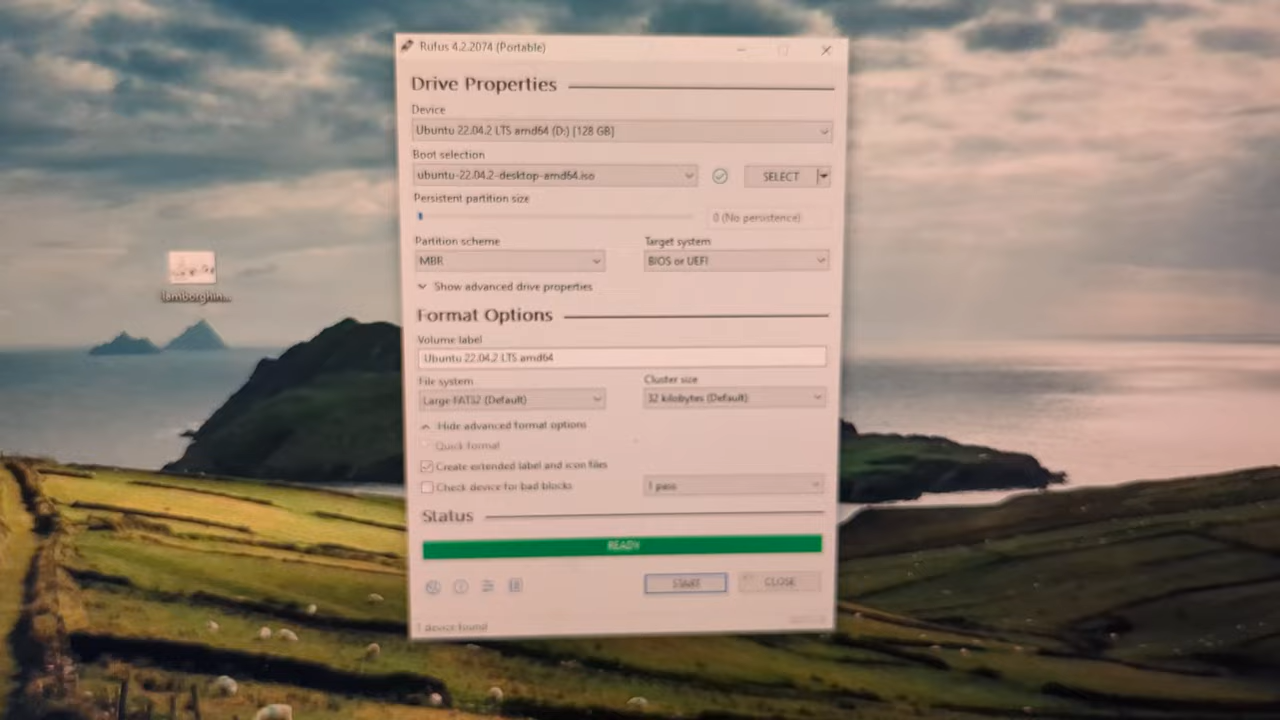 Rufus 4.2.2074 (Portable)
Drive Properties
Device
Ubuntu 22.04.2 LTS amd64 (D:) [128 GB]
Boot selection
ubuntu-22.04.2-desktop-amd64.iso
SELECT
Persistent partition size
0 (No persistence)
Partition scheme
Target system
MBR
BIOS or UEFI
Show advanced drive properties
Format Options
Volume label
Ubuntu 22.04.2 LTS amd64
File system
Cluster size
Large FAT32 (Default)
32 kilobytes (Default)
Hide advanced format options
Quick format
Create extended label and icon files
Check device for bad blocks
1 pass
Status
READY
START
CLOSE
1 device found
lamborghin...